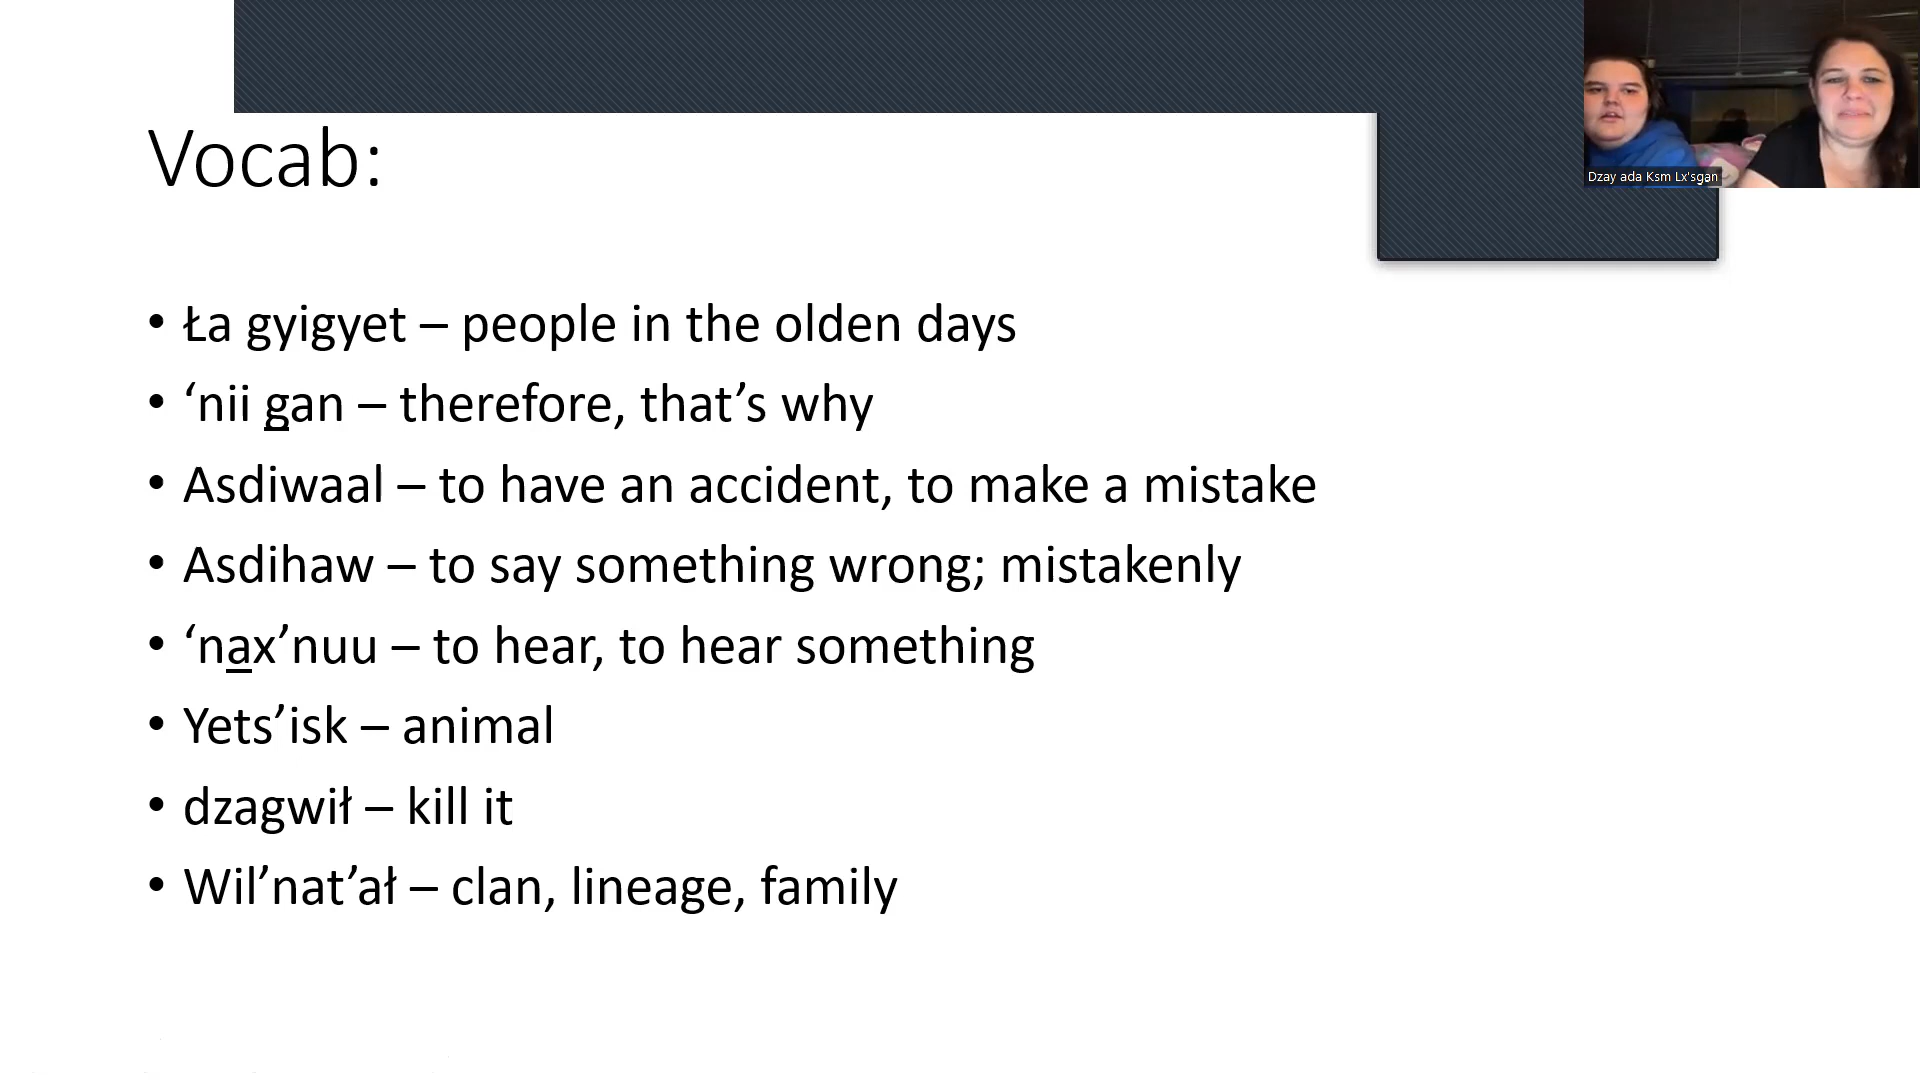 Vocab:
• Ła gyigyet – people in the olden days
• ‘nii g̲an – therefore, that’s why
• Asdiwaal – to have an accident, to make a mistake
• Asdihaw – to say something wrong; mistakenly
• ‘na̲x’nuu – to hear, to hear something
• Yets’isk – animal
• dzagwił – kill it
• Wil’nat’ał – clan, lineage, family
Dzay ada Ksm Lx'sgan